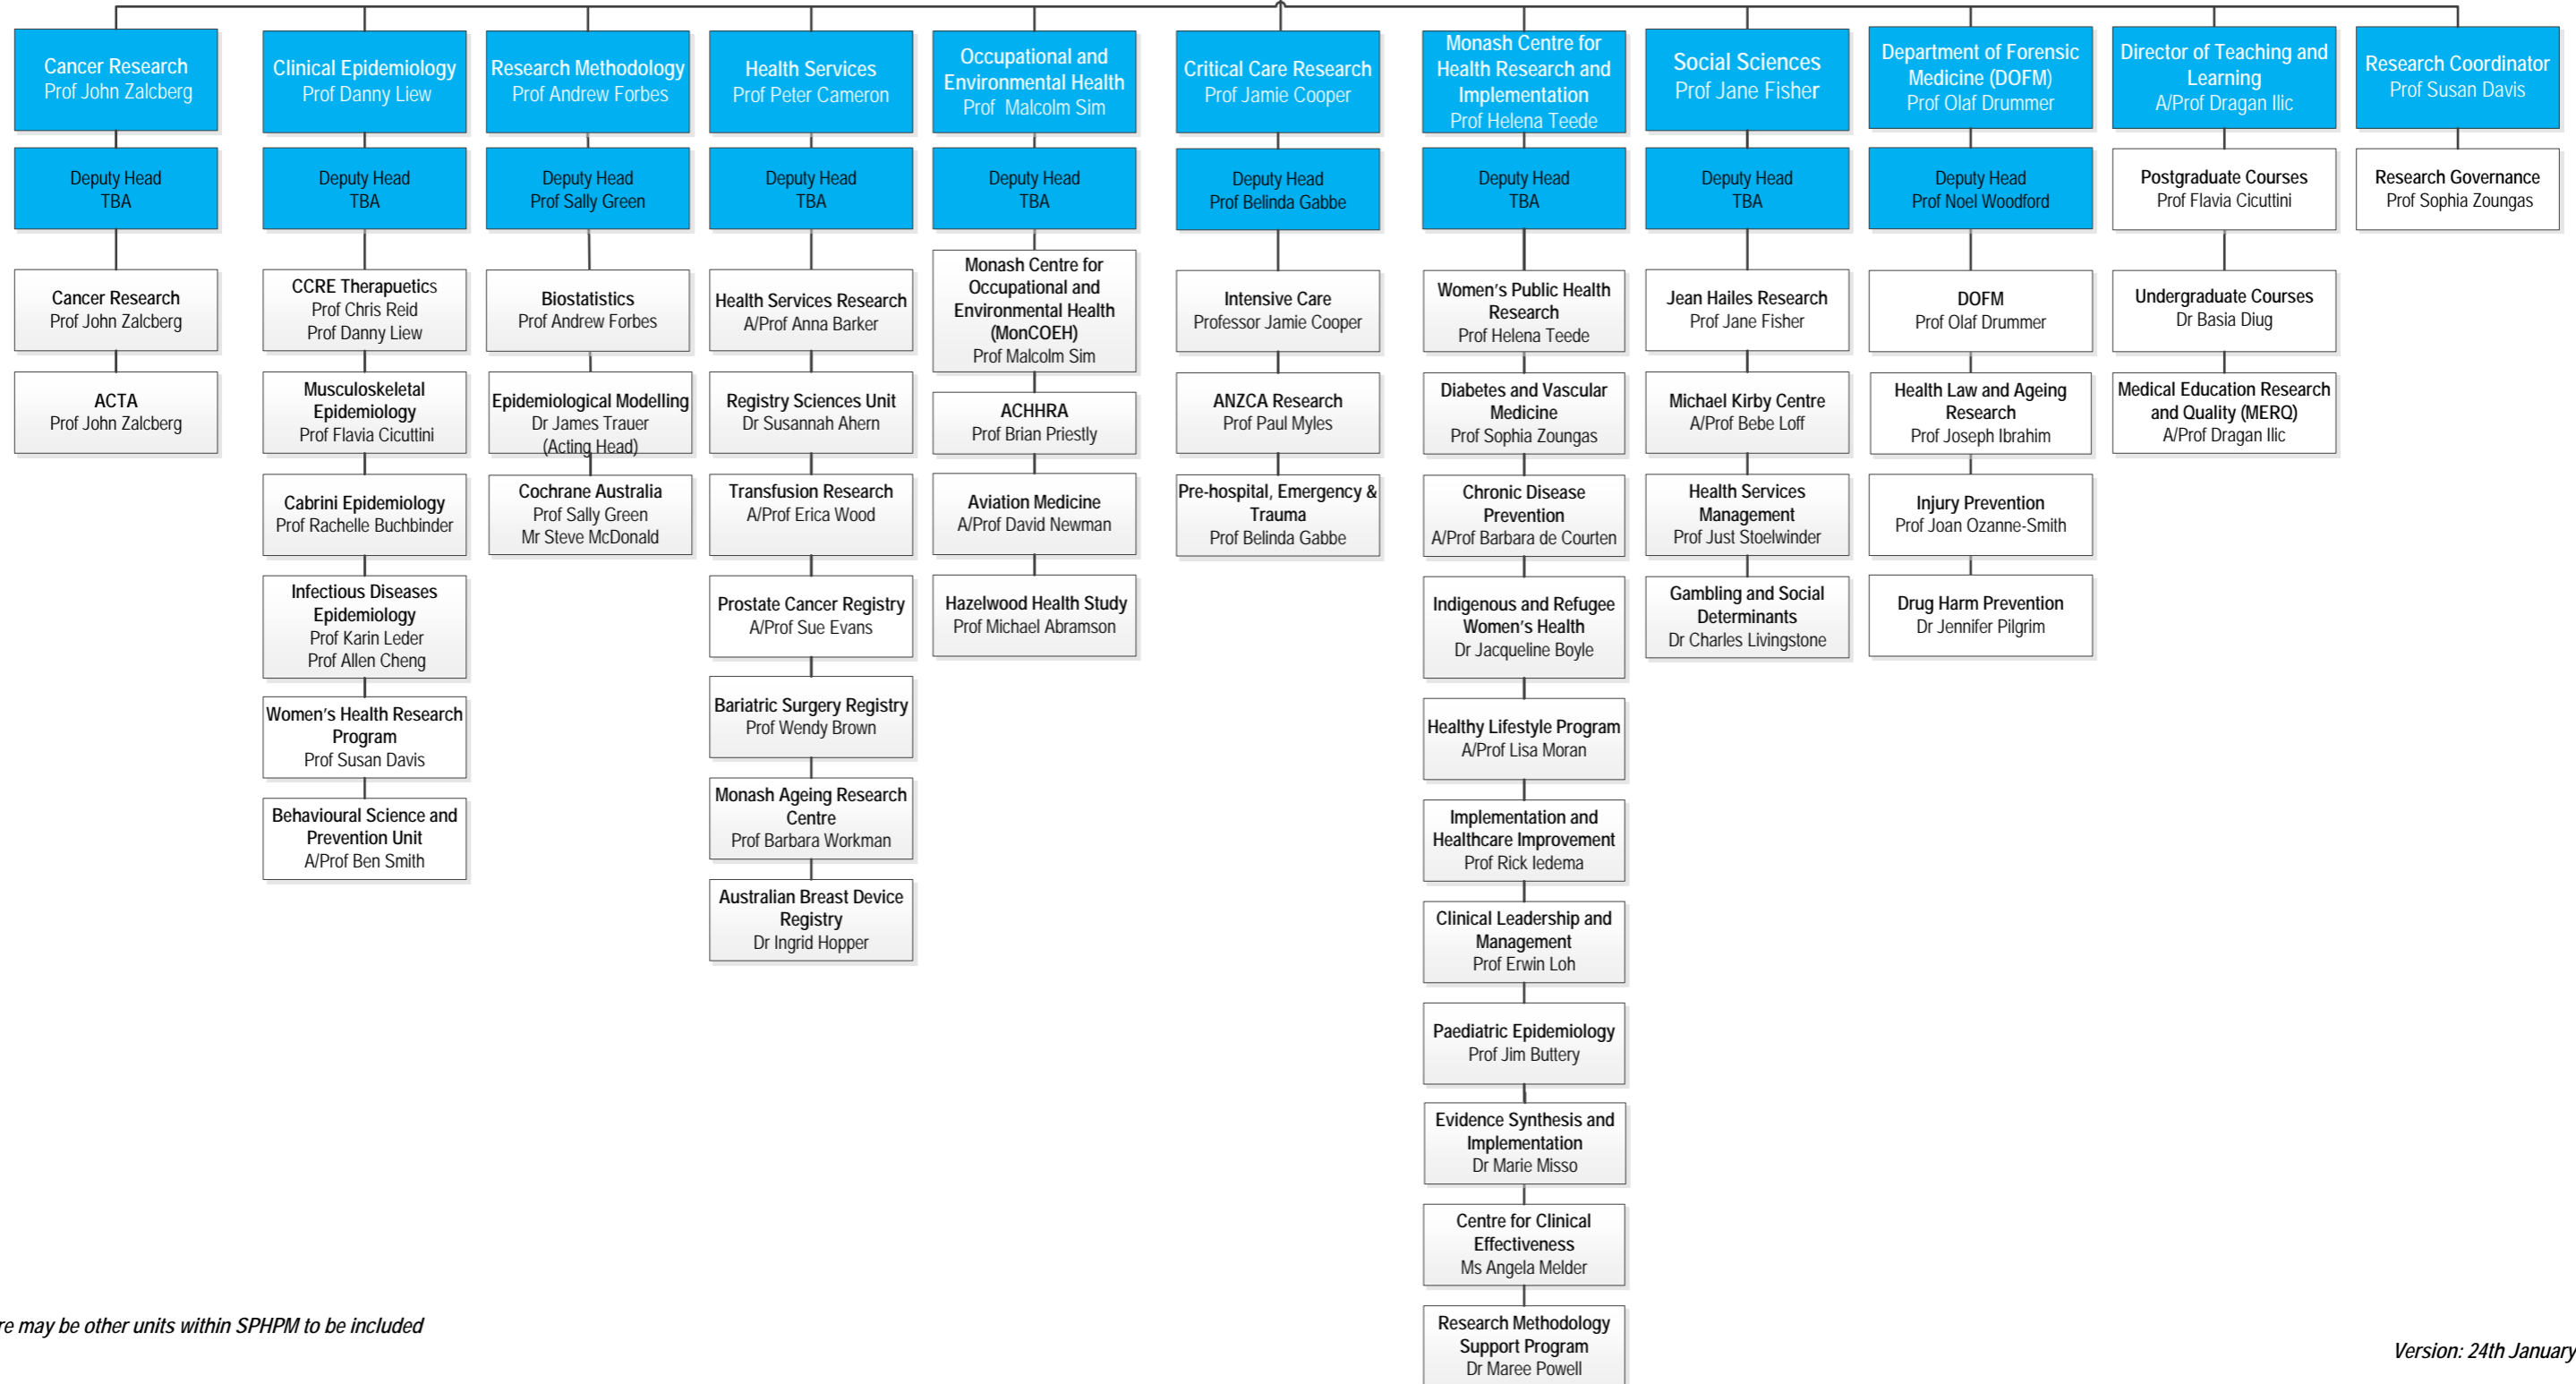 Cancer Research
Prof John Zalcberg
Deputy Head
TBA
Cancer Research
Prof John Zalcberg
ACTA
Prof John Zalcberg
Clinical Epidemiology
Prof Danny Liew
Deputy Head
TBA
CCRE Therapuetics
Prof Chris Reid
Prof Danny Liew
Musculoskeletal
Epidemiology
Prof Flavia Cicuttini
Cabrini Epidemiology
Prof Rachelle Buchbinder
Infectious Diseases
Epidemiology
Prof Karin Leder
Prof Allen Cheng
Women's Health Research
Program
Prof Susan Davis
Behavioural Science and
Prevention Unit
A/Prof Ben Smith
Research Methodology
Prof Andrew Forbes
Deputy Head
Prof Sally Green
Biostatistics
Prof Andrew Forbes
Epidemiological Modelling
Dr James Trauer
(Acting Head)
Cochrane Australia
Prof Sally Green
Mr Steve McDonald
Health Services
Prof Peter Cameron
Deputy Head
TBA
Health Services Research
A/Prof Anna Barker
Registry Sciences Unit
Dr Susannah Ahern
Transfusion Research
A/Prof Erica Wood
Prostate Cancer Registry
A/Prof Sue Evans
Bariatric Surgery Registry
Prof Wendy Brown
Monash Ageing Research
Centre
Prof Barbara Workman
Australian Breast Device
Registry
Dr Ingrid Hopper
Occupational and
Environmental Health
Prof Malcolm Sim
Deputy Head
TBA
Monash Centre for
Occupational and
Environmental Health
(MonCOEH)
Prof Malcolm Sim
ACHHRA
Prof Brian Priestly
Aviation Medicine
A/Prof David Newman
Hazelwood Health Study
Prof Michael Abramson
Critical Care Research
Prof Jamie Cooper
Deputy Head
Prof Belinda Gabbe
Intensive Care
Professor Jamie Cooper
ANZCA Research
Prof Paul Myles
Pre-hospital, Emergency &
Trauma
Prof Belinda Gabbe
Monash Centre for
Health Research and
Implementation
Prof Helena Teede
Deputy Head
TBA
Women's Public Health
Research
Prof Helena Teede
Diabetes and Vascular
Medicine
Prof Sophia Zoungas
Chronic Disease
Prevention
A/Prof Barbara de Courten
Indigenous and Refugee
Women's Health
Dr Jacqueline Boyle
Healthy Lifestyle Program
A/Prof Lisa Moran
Implementation and
Healthcare Improvement
Prof Rick Iedema
Clinical Leadership and
Management
Prof Erwin Loh
Paediatric Epidemiology
Prof Jim Buttery
Evidence Synthesis and
Implementation
Dr Marie Misso
Centre for Clinical
Effectiveness
Ms Angela Melder
Research Methodology
Support Program
Dr Maree Powell
Social Sciences
Prof Jane Fisher
Deputy Head
TBA
Jean Hailes Research
Prof Jane Fisher
Michael Kirby Centre
A/Prof Bebe Loff
Health Services
Management
Prof Just Stoelwinder
Gambling and Social
Determinants
Dr Charles Livingstone
Department of Forensic
Medicine (DOFM)
Prof Olaf Drummer
Deputy Head
Prof Noel Woodford
DOFM
Prof Olaf Drummer
Health Law and Ageing
Research
Prof Joseph Ibrahim
Injury Prevention
Prof Joan Ozanne-Smith
Drug Harm Prevention
Dr Jennifer Pilgrim
Director of Teaching and
Learning
A/Prof Dragan Ilic
Postgraduate Courses
Prof Flavia Cicuttini
Undergraduate Courses
Dr Basia Diug
Medical Education Research
and Quality (MERQ)
A/Prof Dragan Ilic
Research Coordinator
Prof Susan Davis
Research Governance
Prof Sophia Zoungas
re may be other units within SPHPM to be included
Version: 24th January